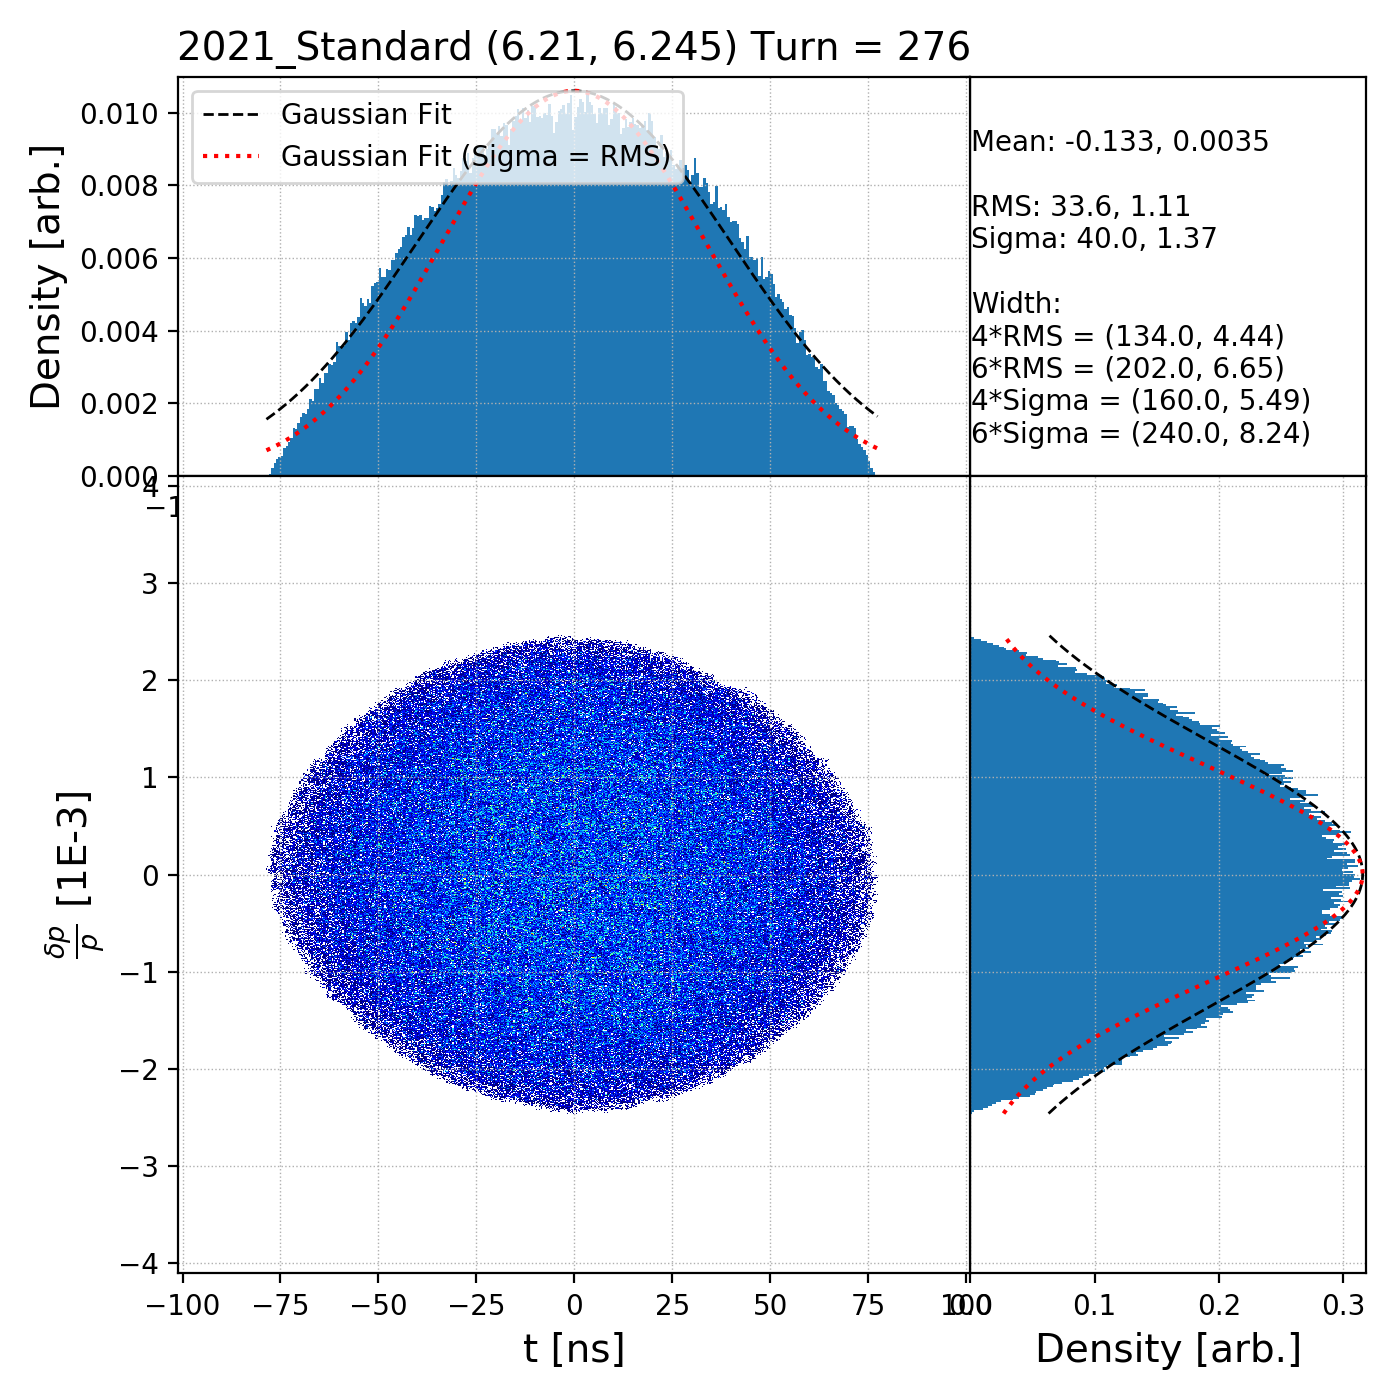 2021_Standard (6.21, 6.245) Turn = 276
Density [arb.]
0.010
0.008
0.006
0.004
0.002
0.000
Gaussian Fit
Gaussian Fit (Sigma = RMS)
Mean: -0.133, 0.0035
RMS: 33.6, 1.11
Sigma: 40.0, 1.37
Width:
4*RMS = (134.0, 4.44)
6*RMS = (202.0, 6.65)
4*Sigma = (160.0, 5.49)
6*Sigma = (240.0, 8.24)
δp/p [1E-3]
4
−1
3
2
1
0
−1
−2
−3
−4
−100 −75 −50 −25 0 25 50 75 100
t [ns]
0.0 0.1 0.2 0.3
Density [arb.]